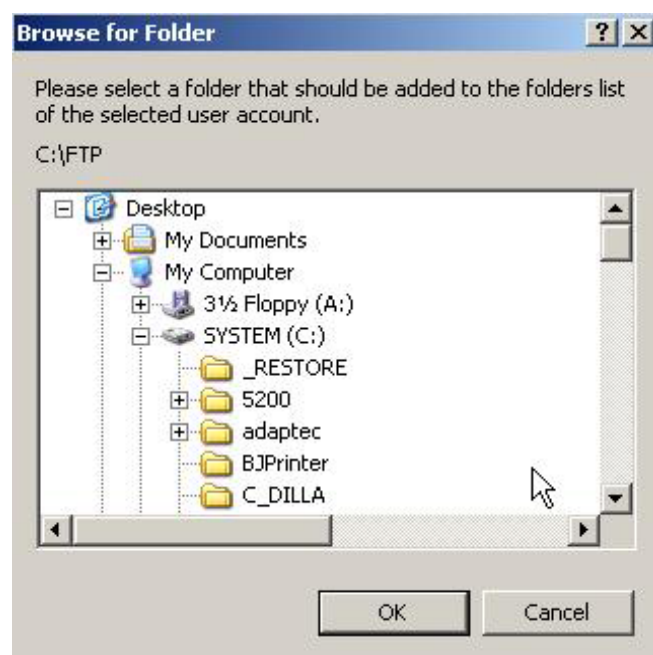 Browse for Folder
Please select a folder that should be added to the folders list
of the selected user account.
C:\FTP
Desktop
My Documents
My Computer
3½ Floppy (A:)
SYSTEM (C:)
_RESTORE
5200
adaptec
BJPrinter
C_DILLA
OK Cancel